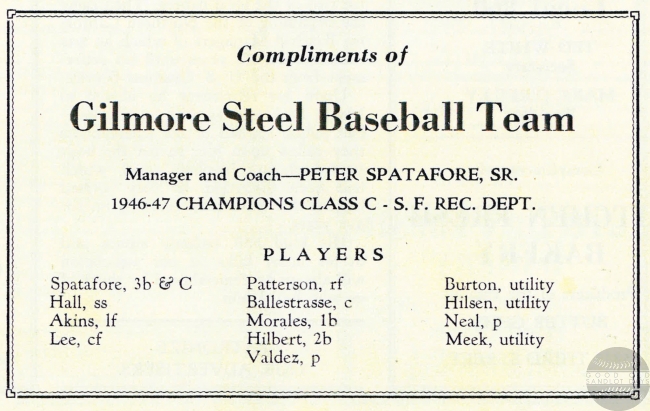 Compliments of
Gilmore Steel Baseball Team
Manager and Coach—PETER SPATAFORE, SR.
1946-47 CHAMPIONS CLASS C - S. F. REC. DEPT.
PLAYERS
Spatafore, 3b & C
Hall, ss
Akins, lf
Lee, cf
Patterson, rf
Ballestrasse, c
Morales, 1b
Hilbert, 2b
Valdez, p
Burton, utility
Hilsen, utility
Neal, p
Meek, utility